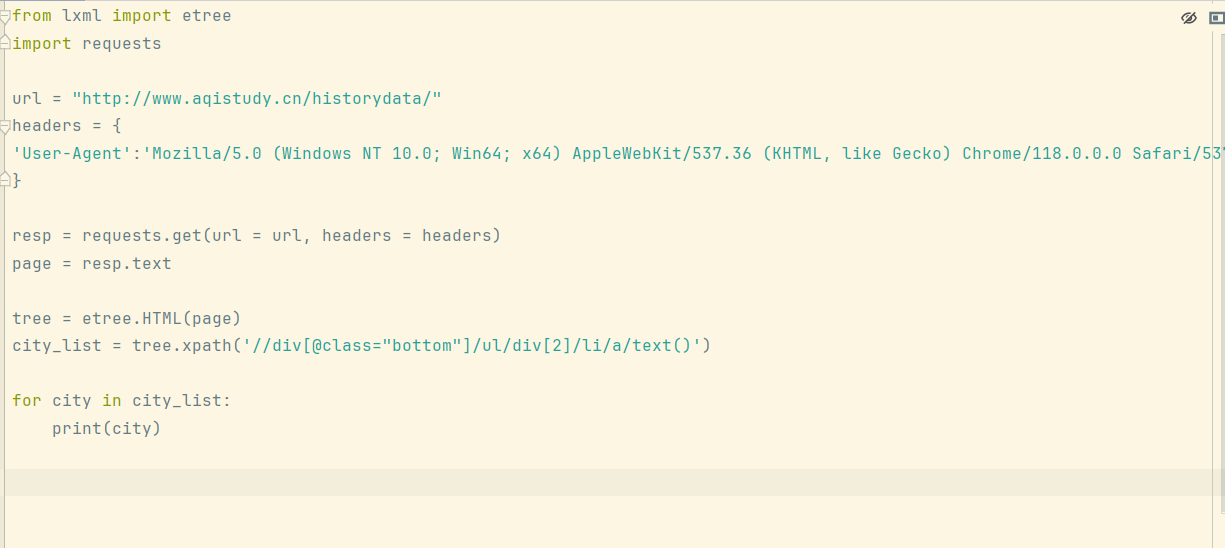 from lxml import etree
import requests
url = "http://www.aqistudy.cn/historydata/"
headers = {
'User-Agent':'Mozilla/5.0 (Windows NT 10.0; Win64; x64) AppleWebKit/537.36 (KHTML, like Gecko) Chrome/118.0.0.0 Safari/53
}
resp = requests.get(url = url, headers = headers)
page = resp.text
tree = etree.HTML(page)
city_list = tree.xpath('//div[@class="bottom"]/ul/div[2]/li/a/text()')
for city in city_list:
    print(city)